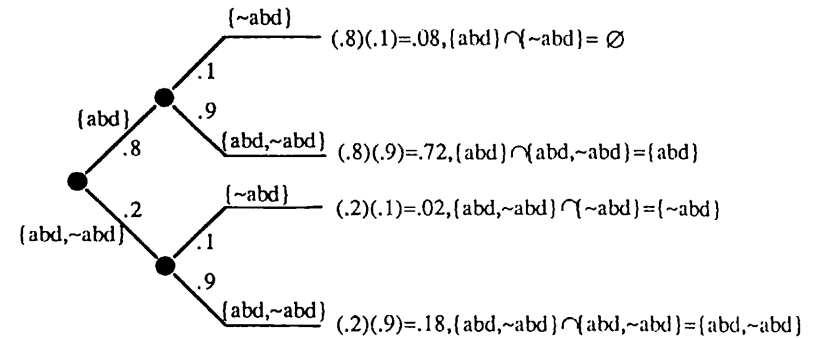 {~abd}
(.8)(.1)=.08,{abd}∩{~abd}= ∅
.1
{abd}
.9
.8
{abd,~abd}
(.8)(.9)=.72,{abd}∩{abd,~abd}={abd}
{~abd}
.2
(.2)(.1)=.02,{abd,~abd}∩{~abd}={~abd}
{abd,~abd}
.1
.9
{abd,~abd}
(.2)(.9)=.18,{abd,~abd}∩{abd,~abd}={abd,~abd}